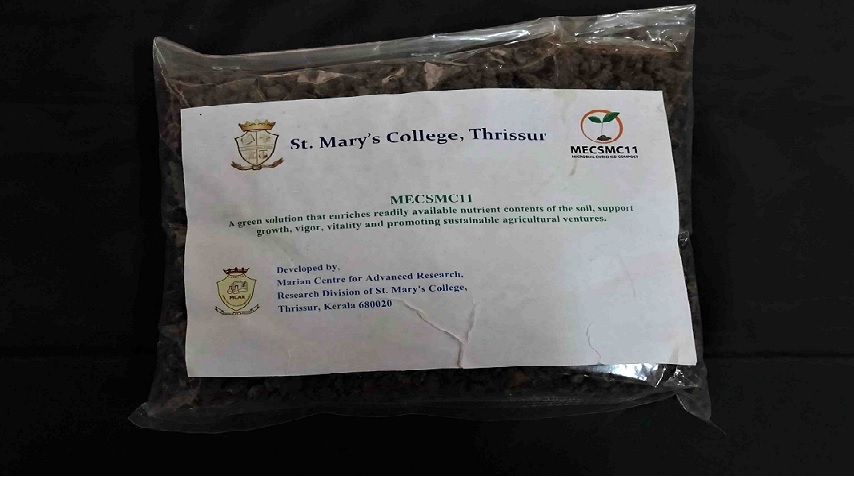 St. Mary's College, Thrissur
MECSMC11
MICROBIAL ENRICHED COMPOST
MECSMC11
A green solution that enriches readily available nutrient contents of the soil, support
growth, vigor, vitality and promoting sustainable agricultural ventures.
Developed by,
Marian Centre for Advanced Research,
Research Division of St. Mary's College,
Thrissur, Kerala 680020